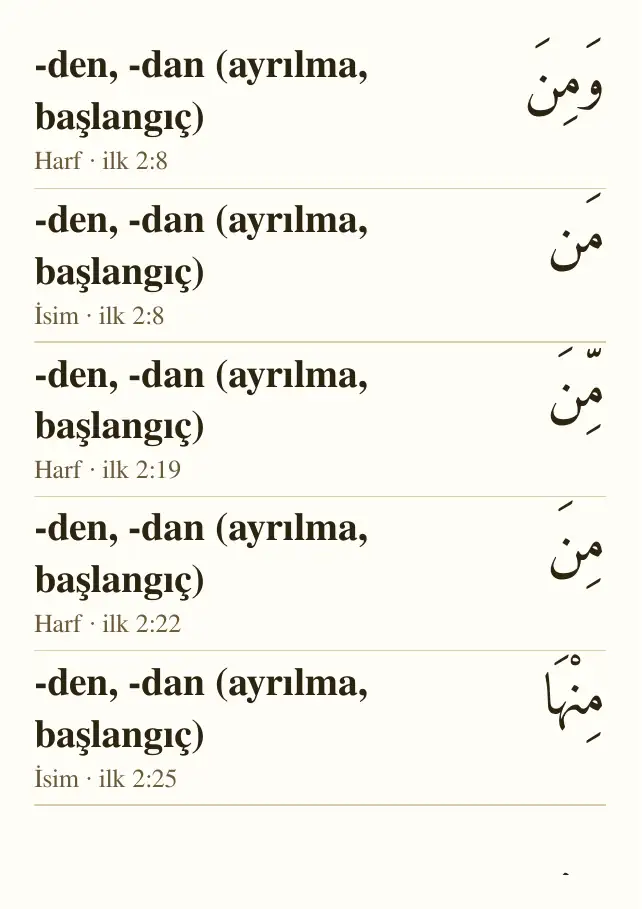 -den, -dan (ayrılma, başlangıç) وَمِنَ
Harf · ilk 2:8
-den, -dan (ayrılma, başlangıç) مَن
İsim · ilk 2:8
-den, -dan (ayrılma, başlangıç) مِّنَ
Harf · ilk 2:19
-den, -dan (ayrılma, başlangıç) مِنَ
Harf · ilk 2:22
-den, -dan (ayrılma, başlangıç) مِنْهَا
İsim · ilk 2:25